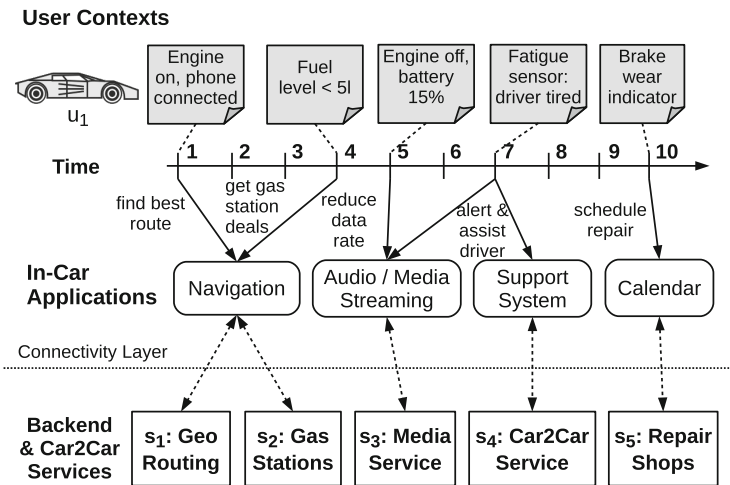 User Contexts
Engine
on, phone
connected
Fuel
level < 5l
Engine off,
battery
15%
Fatigue
sensor:
driver tired
Brake
wear
indicator
u1
Time
1 2 3 4 5 6 7 8 9 10
find best
route
get gas
station
deals
reduce
data
rate
alert &
assist
driver
schedule
repair
In-Car
Applications
Navigation
Audio / Media
Streaming
Support
System
Calendar
Connectivity Layer
Backend
& Car2Car
Services
s1: Geo
Routing
s2: Gas
Stations
s3: Media
Service
s4: Car2Car
Service
s5: Repair
Shops